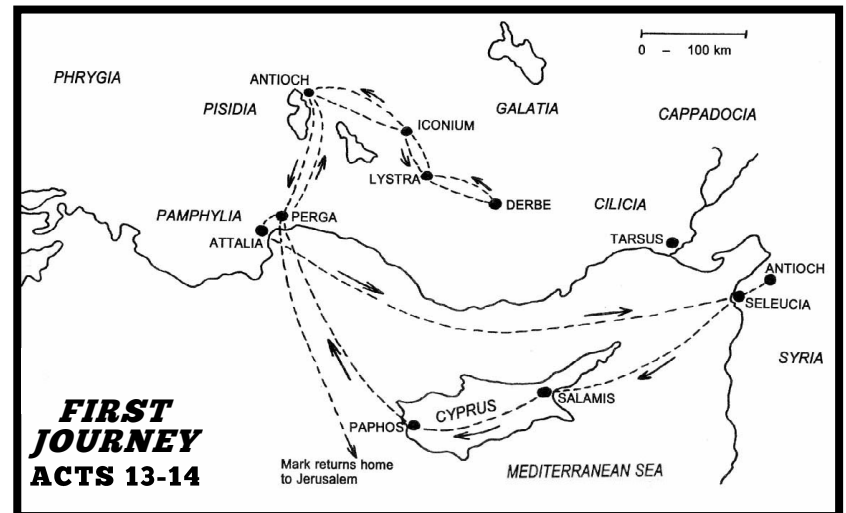 0 – 100 km
PHRYGIA
ANTIOCH
PISIDIA
GALATIA
CAPPADOCIA
ICONIUM
LYSTRA
DERBE
CILICIA
PAMPHYLIA
PERGA
ATTALIA
TARSUS
ANTIOCH
SELEUCIA
SYRIA
SALAMIS
CYPRUS
PAPHOS
FIRST
JOURNEY
ACTS 13-14
Mark returns home
to Jerusalem
MEDITERRANEAN SEA